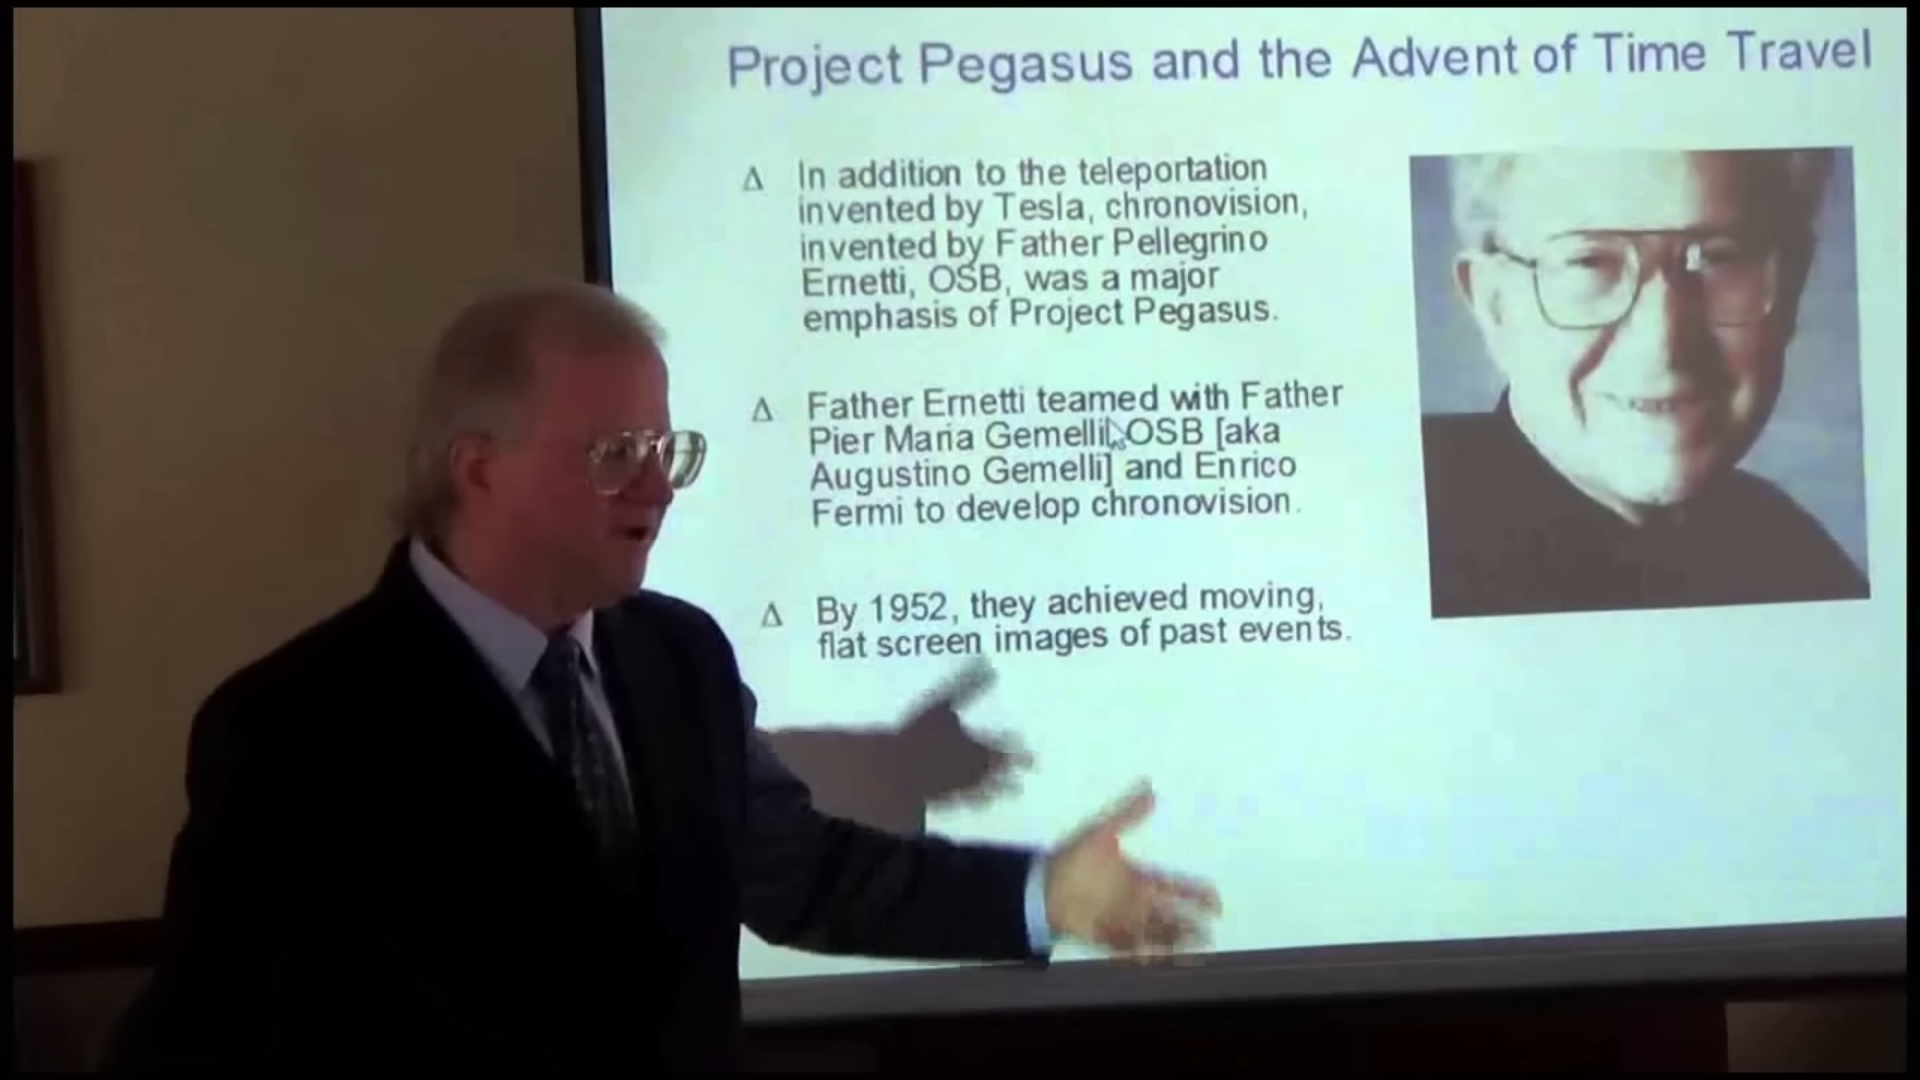 Project Pegasus and the Advent of Time Travel
Δ In addition to the teleportation
invented by Tesla, chronovision,
invented by Father Pellegrino
Ernetti, OSB, was a major
emphasis of Project Pegasus.
Δ Father Ernetti teamed with Father
Pier Maria Gemelli, OSB [aka
Augustino Gemelli] and Enrico
Fermi to develop chronovision.
Δ By 1952, they achieved moving,
flat screen images of past events.